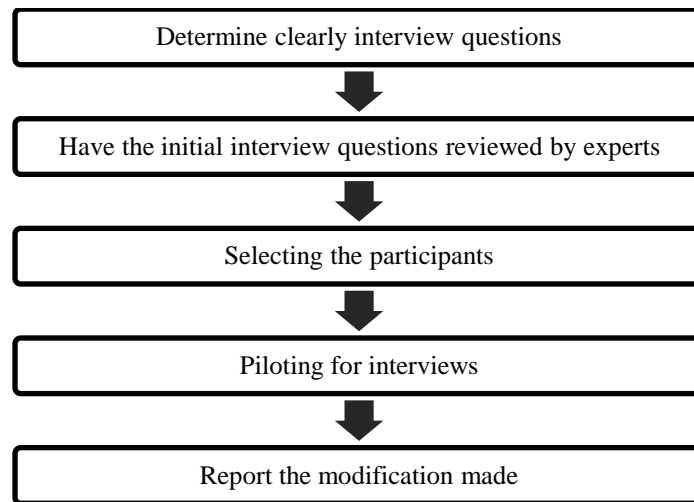 Determine clearly interview questions
Have the initial interview questions reviewed by experts
Selecting the participants
Piloting for interviews
Report the modification made